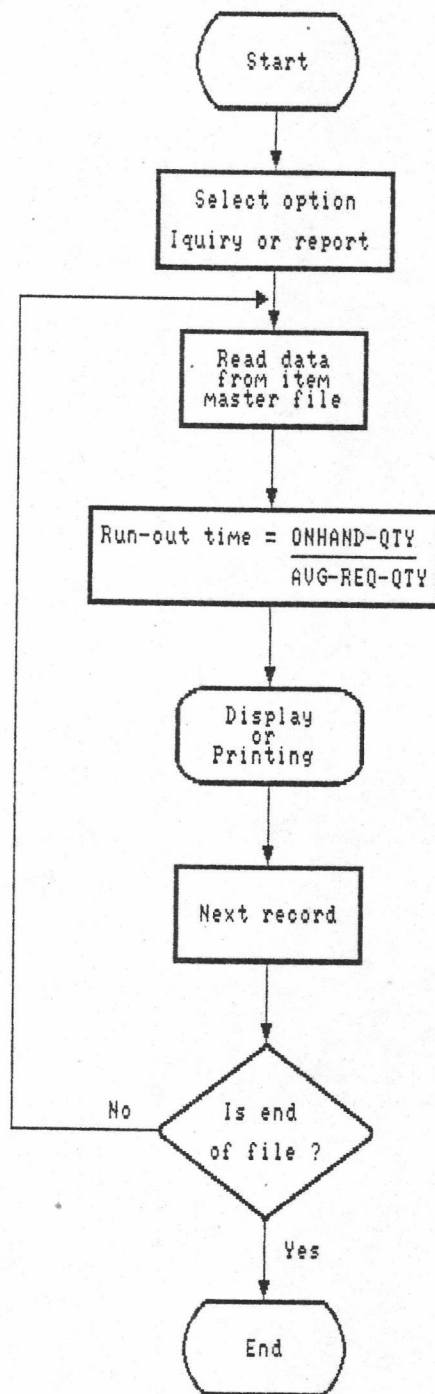 Start
Select option
Iquiry or report
Read data
from item
master file
Run-out time = ONHAND-QTY
AVG-REQ-QTY
Display
or
Printing
Next record
Is end
of file ?
No
Yes
End